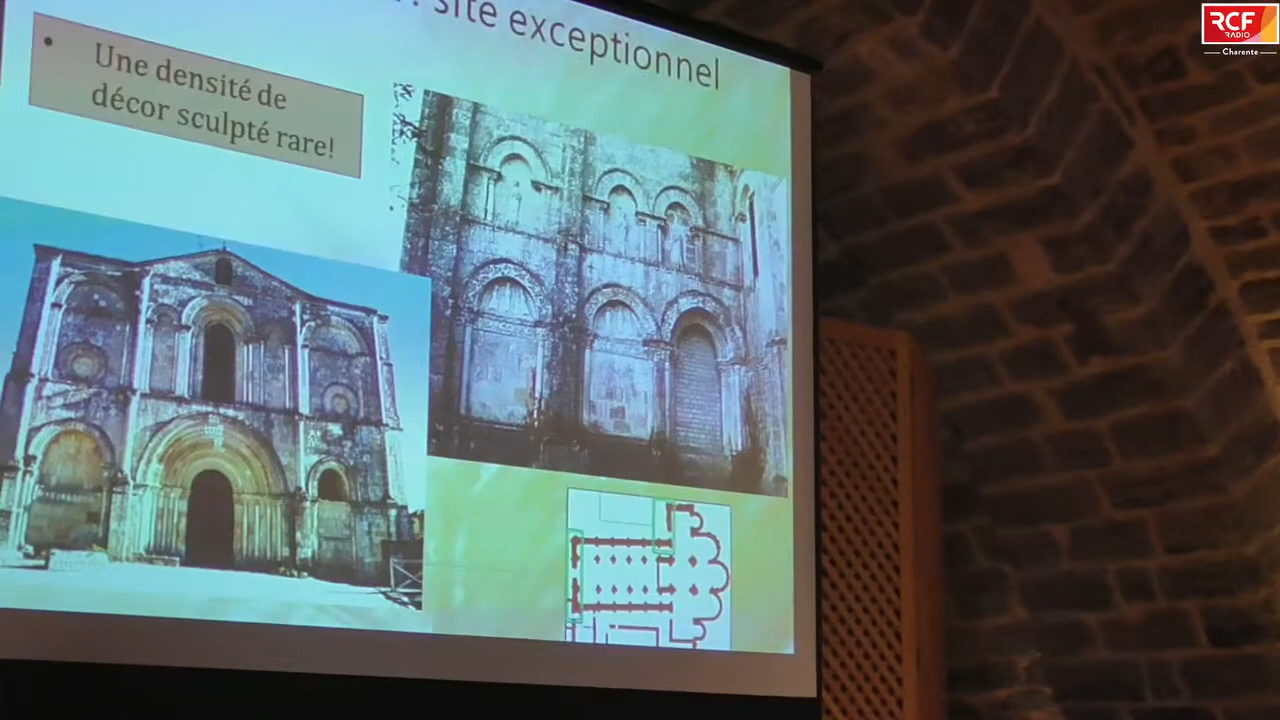 site exceptionnel
• Une densité de
décor sculpté rare!
RCF
RADIO
Charente